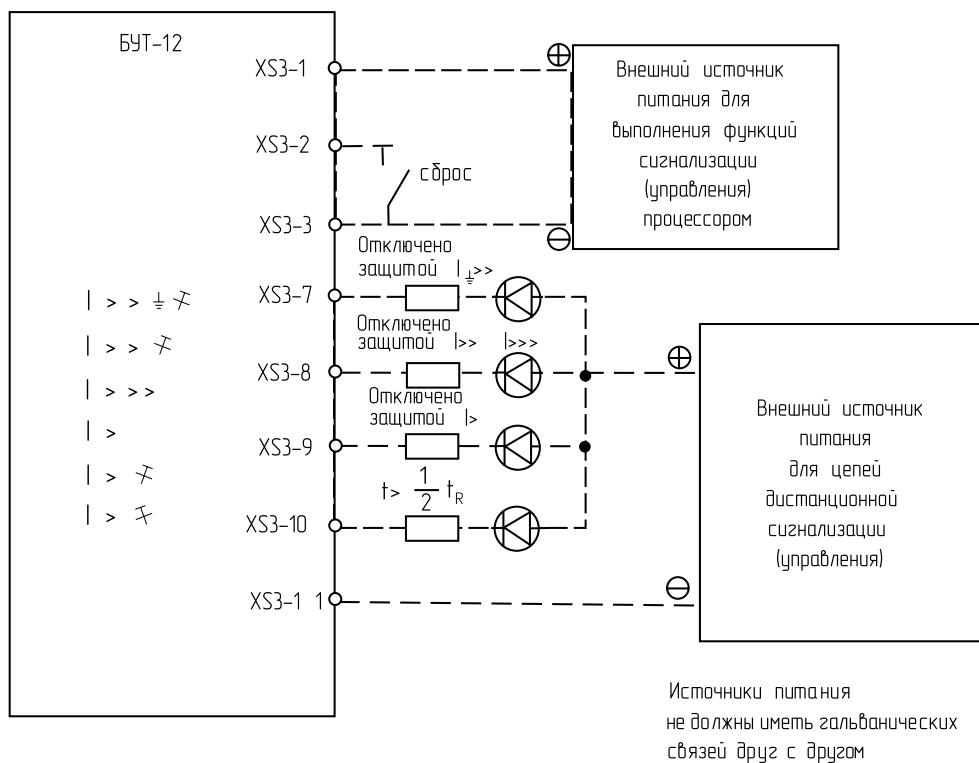 БУТ-12
XS3-1
XS3-2
сброс
XS3-3
Внешний источник
питания для
выполнения функций
сигнализации
(управления)
процессором
Отключено
защитой I⏚>>
XS3-7
I > > ⏚
Отключено
защитой I>> I>>>
I > >
XS3-8
I > >>
Отключено
защитой I>
XS3-9
I >
t> 1/2 tR
I >
XS3-10
I >
XS3-1 1
Внешний источник
питания
для цепей
дистанционной
сигнализации
(управления)
Источники питания
не должны иметь гальванических
связей друг с другом